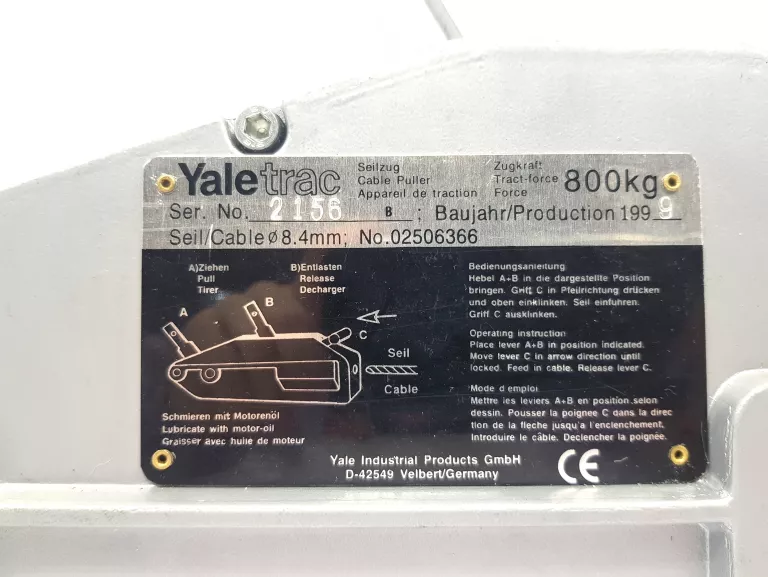 Yaletrac
Seilzug
Cable Puller
Appareil de traction
Zugkraft
Tract-force
Force
800kg
Ser. No. 2156 B ; Baujahr/Production 1999
Seil/Cable ø 8.4mm; No.02506366
A)Ziehen
Pull
Tirer
B)Entlasten
Release
Decharger
A
B
C
Seil
Cable
Schmieren mit Motorenöl
Lubricate with motor-oil
Graisser avec huile de moteur
Bedienungsanleitung
Hebel A+B in die dargestellte Position
bringen. Griff C in Pfeilrichtung drücken
und oben einklinken. Seil einführen.
Griff C ausklinken.
Operating instruction
Place lever A+B in position indicated.
Move lever C in arrow direction until
locked. Feed in cable. Release lever C.
Mode d emploi
Mettre les leviers A+B en position selon
dessin. Pousser la poignee C dans la direc
tion de la fleche jusqu'a l'enclenchement.
Introduire le câble. Declencher la poignée.
Yale Industrial Products GmbH
D-42549 Velbert/Germany
CE